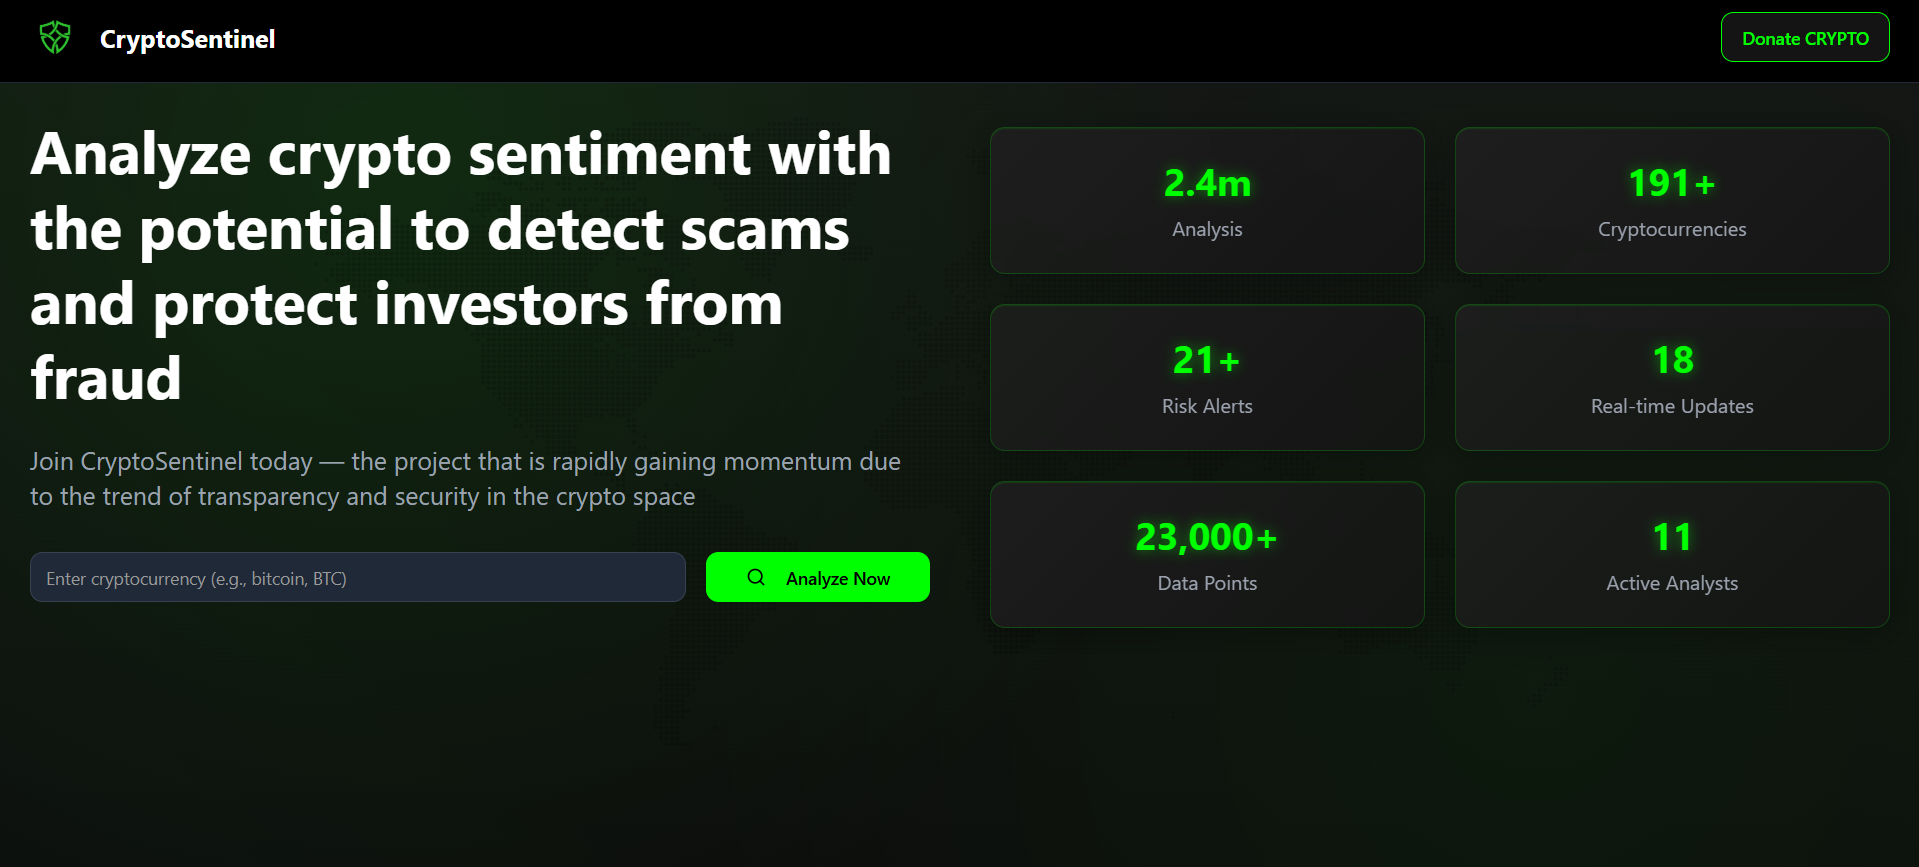 CryptoSentinel
Donate CRYPTO
Analyze crypto sentiment with
the potential to detect scams
and protect investors from
fraud
Join CryptoSentinel today — the project that is rapidly gaining momentum due
to the trend of transparency and security in the crypto space
Enter cryptocurrency (e.g., bitcoin, BTC)
Analyze Now
2.4m
Analysis
191+
Cryptocurrencies
21+
Risk Alerts
18
Real-time Updates
23,000+
Data Points
11
Active Analysts